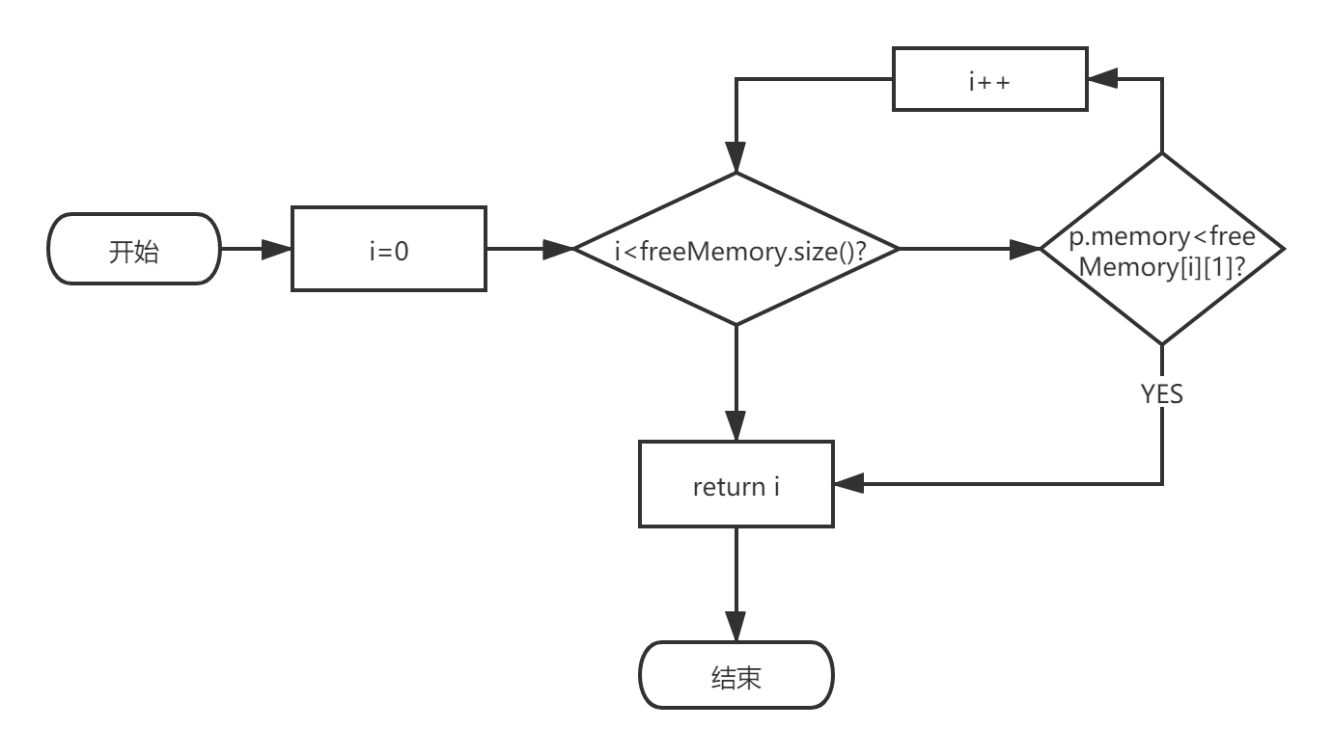 i++
开始
i=0
i<freeMemory.size()?
p.memory<free
Memory[i][1]?
YES
return i
结束